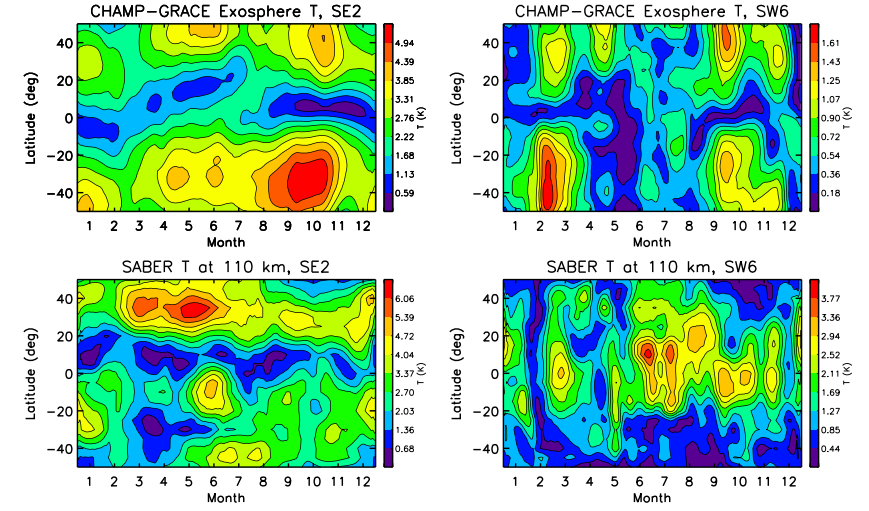 CHAMP-GRACE Exosphere T, SE2
Latitude (deg)
40
20
0
-20
-40
1 2 3 4 5 6 7 8 9 10 11 12
Month
4.94
4.39
3.85
3.31
2.76
2.22
1.68
1.13
0.59
T (K)
CHAMP-GRACE Exosphere T, SW6
Latitude (deg)
40
20
0
-20
-40
1 2 3 4 5 6 7 8 9 10 11 12
Month
1.61
1.43
1.25
1.07
0.90
0.72
0.54
0.36
0.18
T (K)
SABER T at 110 km, SE2
Latitude (deg)
40
20
0
-20
-40
1 2 3 4 5 6 7 8 9 10 11 12
Month
6.06
5.39
4.72
4.04
3.37
2.70
2.03
1.36
0.68
T (K)
SABER T at 110 km, SW6
Latitude (deg)
40
20
0
-20
-40
1 2 3 4 5 6 7 8 9 10 11 12
Month
3.77
3.36
2.94
2.52
2.11
1.69
1.27
0.85
0.44
T (K)